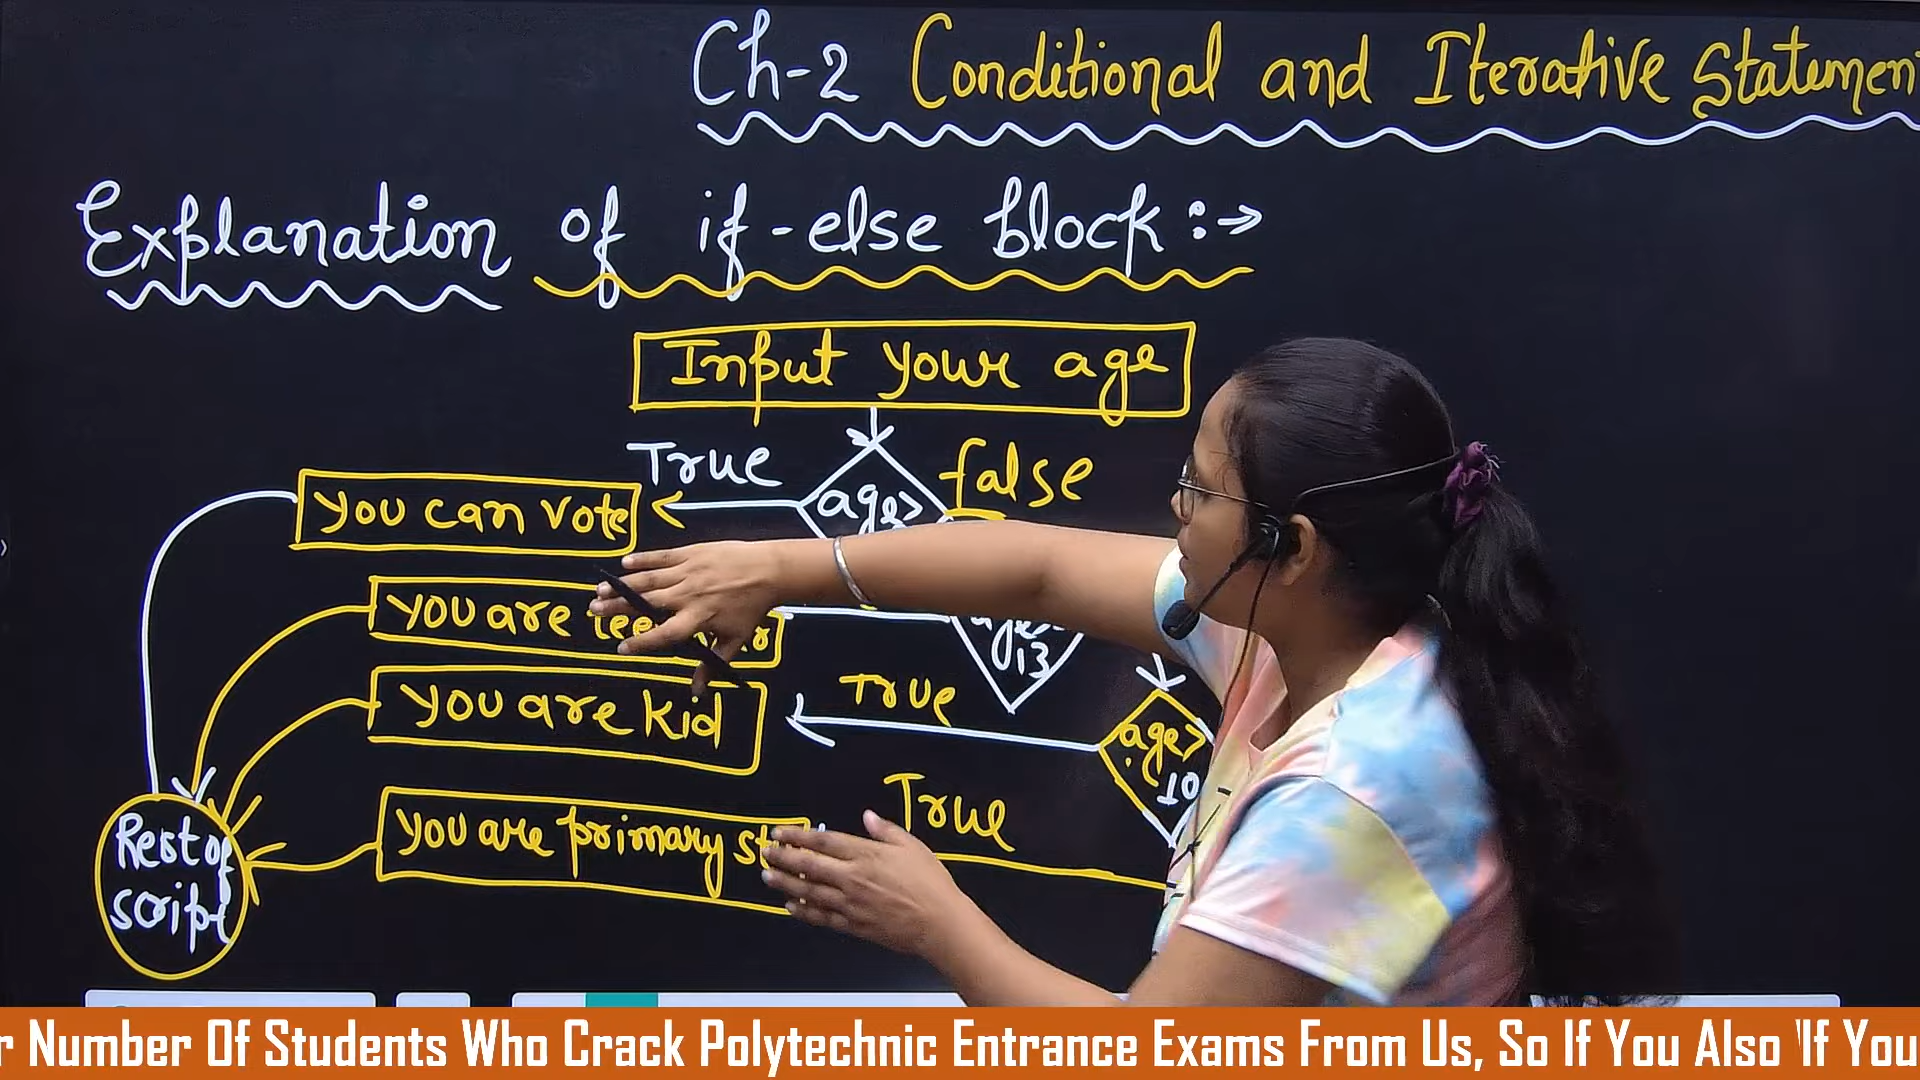 Ch-2 Conditional and Iterative Statemen
Explanation of if-else block :→
Input your age
True
false
you can vote
age>
you are
age>
13
you are kid
True
age>
10
True
you are primary
Rest of
script
r Number Of Students Who Crack Polytechnic Entrance Exams From Us, So If You Also 'If You